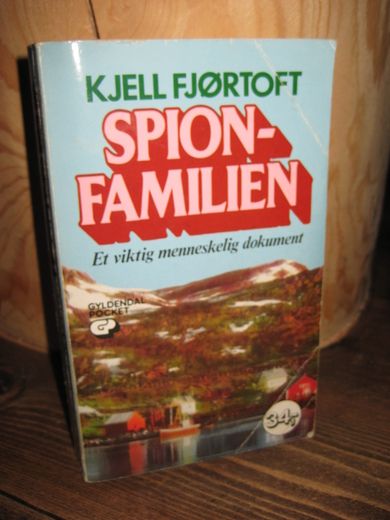 KJELL FJØRTOFT
SPION-
FAMILIEN
Et viktig menneskelig dokument
GYLDENDAL
POCKET
G
34,-